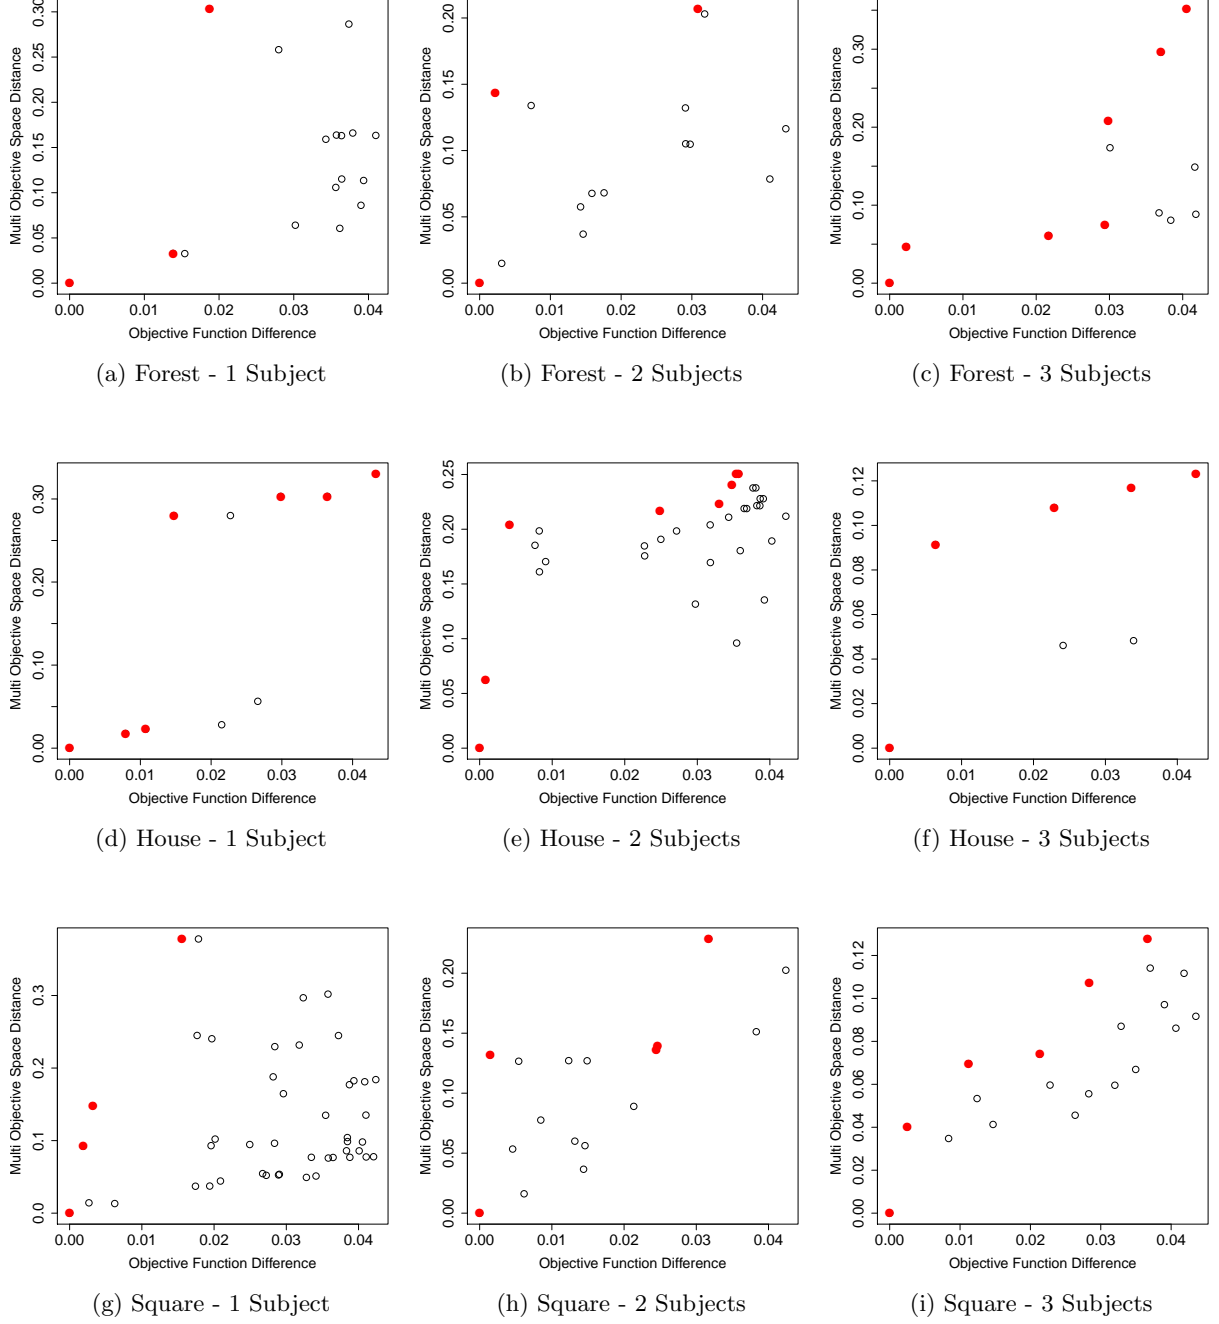 Multi Objective Space Distance
0.00 0.05 0.10 0.15 0.20 0.25 0.30
0.00 0.01 0.02 0.03 0.04
Objective Function Difference
(a) Forest - 1 Subject
Multi Objective Space Distance
0.00 0.05 0.10 0.15 0.20
0.00 0.01 0.02 0.03 0.04
Objective Function Difference
(b) Forest - 2 Subjects
Multi Objective Space Distance
0.00 0.10 0.20 0.30
0.00 0.01 0.02 0.03 0.04
Objective Function Difference
(c) Forest - 3 Subjects
Multi Objective Space Distance
0.00 0.10 0.20 0.30
0.00 0.01 0.02 0.03 0.04
Objective Function Difference
(d) House - 1 Subject
Multi Objective Space Distance
0.00 0.05 0.10 0.15 0.20 0.25
0.00 0.01 0.02 0.03 0.04
Objective Function Difference
(e) House - 2 Subjects
Multi Objective Space Distance
0.00 0.02 0.04 0.06 0.08 0.10 0.12
0.00 0.01 0.02 0.03 0.04
Objective Function Difference
(f) House - 3 Subjects
Multi Objective Space Distance
0.0 0.1 0.2 0.3
0.00 0.01 0.02 0.03 0.04
Objective Function Difference
(g) Square - 1 Subject
Multi Objective Space Distance
0.00 0.05 0.10 0.15 0.20
0.00 0.01 0.02 0.03 0.04
Objective Function Difference
(h) Square - 2 Subjects
Multi Objective Space Distance
0.00 0.02 0.04 0.06 0.08 0.10 0.12
0.00 0.01 0.02 0.03 0.04
Objective Function Difference
(i) Square - 3 Subjects